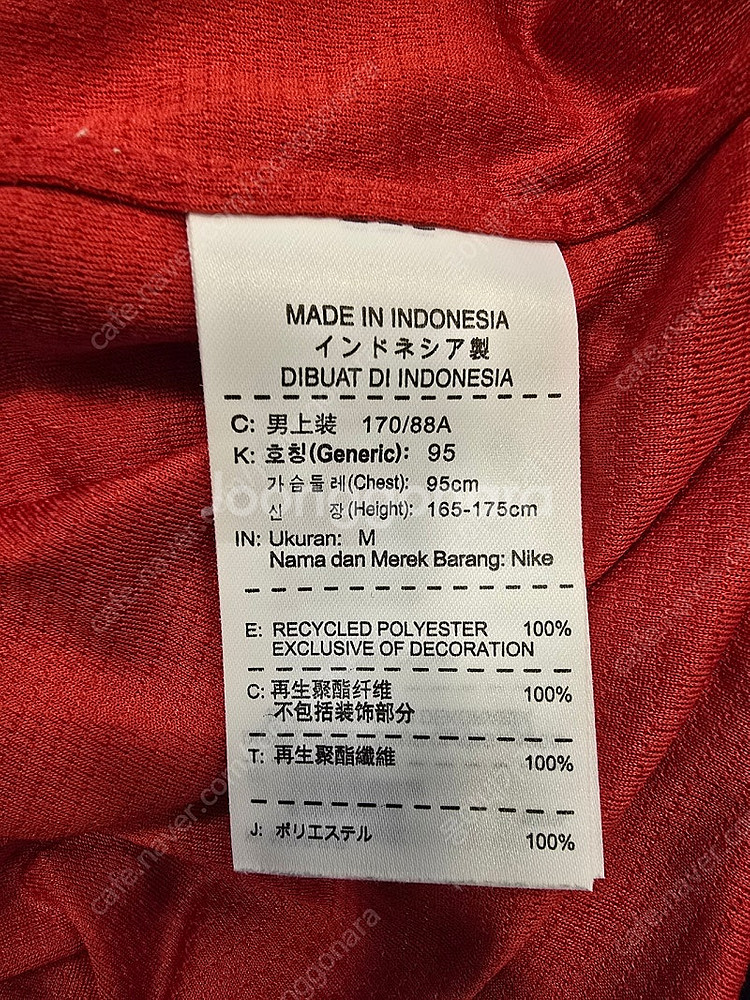 MADE IN INDONESIA
インドネシア製
DIBUAT DI INDONESIA
C: 男上装 170/88A
K: 호칭(Generic): 95
가슴둘레(Chest): 95cm
신 장(Height): 165-175cm
IN: Ukuran: M
Nama dan Merek Barang: Nike
E: RECYCLED POLYESTER 100%
EXCLUSIVE OF DECORATION
C: 再生聚酯纤维 100%
不包括装饰部分
T: 再生聚酯纖維 100%
J: ポリエステル 100%
Joonggonara
cafe.naver.com/joonggonara